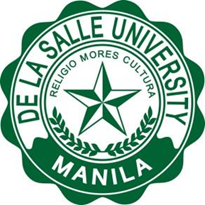 DE LA SALLE UNIVERSITY
RELIGIO MORES CULTURA
MANILA